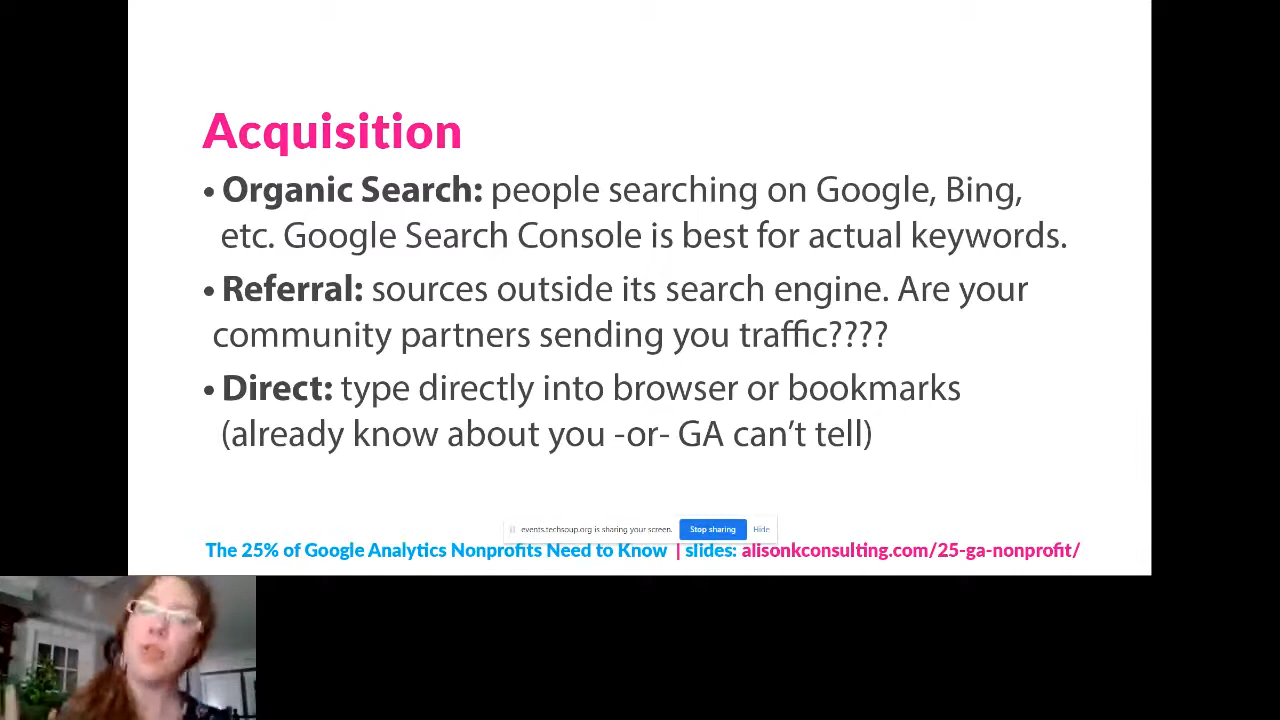 Acquisition
• Organic Search: people searching on Google, Bing,
etc. Google Search Console is best for actual keywords.
• Referral: sources outside its search engine. Are your
community partners sending you traffic????
• Direct: type directly into browser or bookmarks
(already know about you -or- GA can't tell)
events.techsoup.org is sharing your screen. Stop sharing Hide
The 25% of Google Analytics Nonprofits Need to Know | slides: alisonkconsulting.com/25-ga-nonprofit/